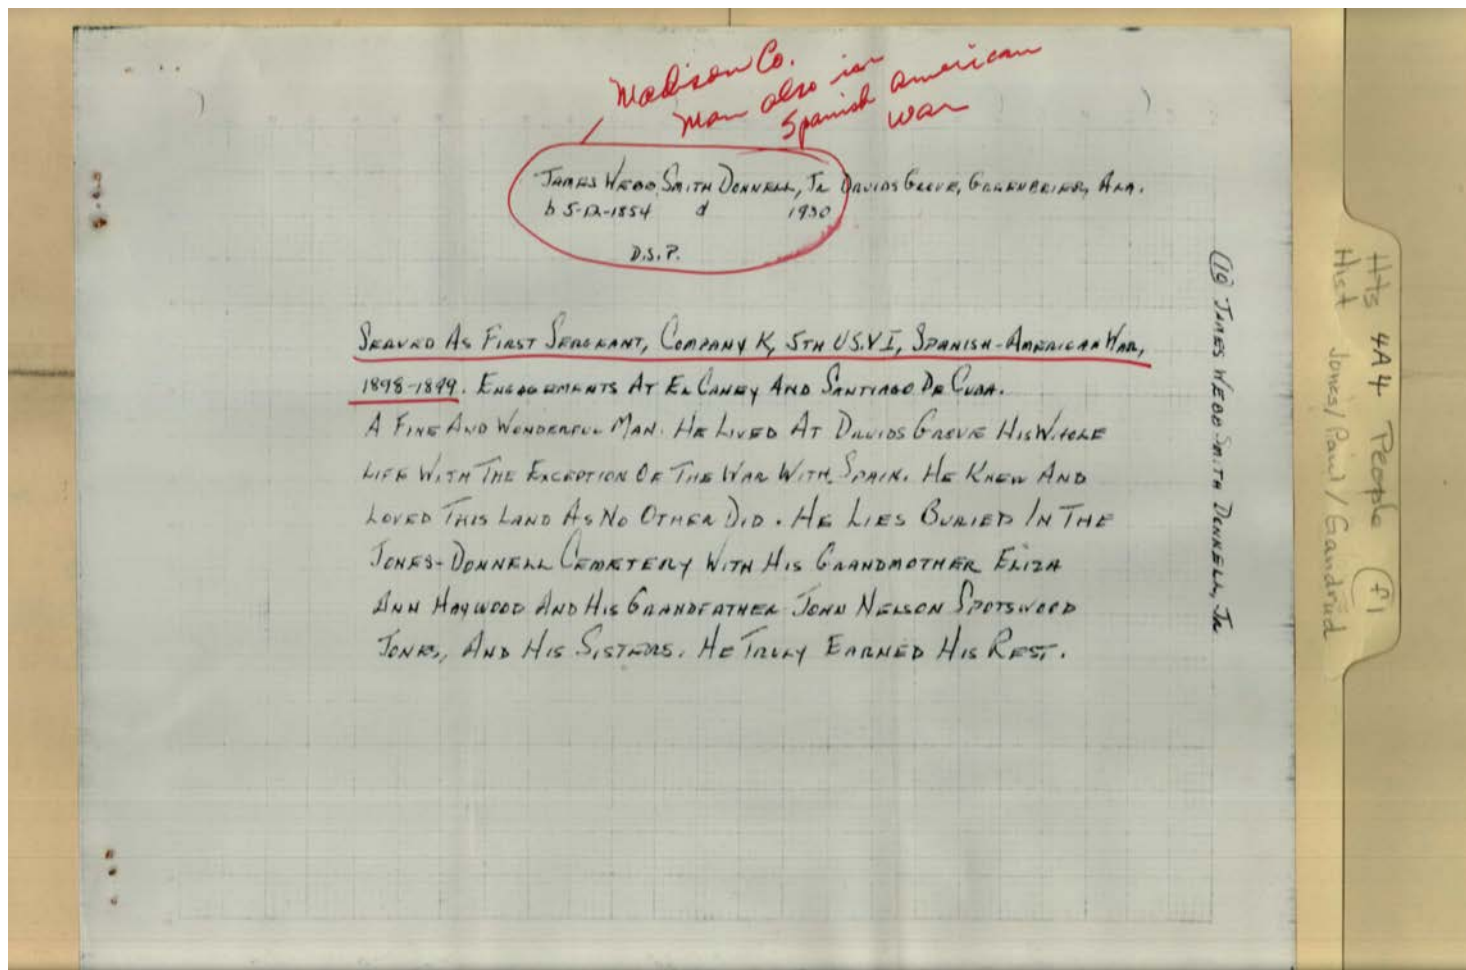 Madison Co.
Man also in
Spanish American
War
James Webb Smith Donnell, Jr Druids Grove, Greenbrier, Ala.
b 5-12-1854 d 1930
D.S.P.
(19) James Webb Smith Donnell, Jr
Served As First Sergeant, Company K, 5th U.S.V.I, Spanish-American War,
1898-1899. Engagements At El Caney And Santiago De Cuba.
A Fine And Wonderful Man. He Lived At Druids Grove His Whole
Life With The Exception Of The War With Spain. He Knew And
Loved This Land As No Other Did. He Lies Buried In The
Jones-Donnell Cemetery With His Grandmother Eliza
Ann Haywood And His Grandfather John Nelson Spotswood
Jones, And His Sisters. He Truly Earned His Rest.
Hts 4A4 People f1
Hist Jones/Paul/Gandrud